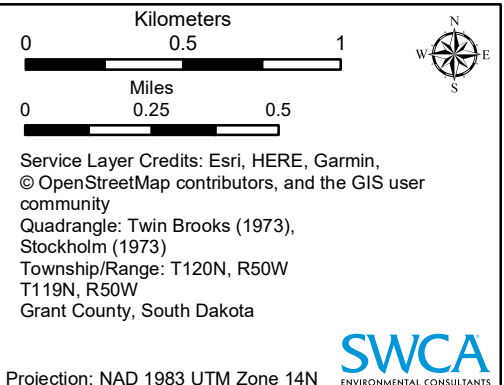 Kilometers
0 0.5 1
N
W E
S
Miles
0 0.25 0.5
Service Layer Credits: Esri, HERE, Garmin,
© OpenStreetMap contributors, and the GIS user
community
Quadrangle: Twin Brooks (1973),
Stockholm (1973)
Township/Range: T120N, R50W
T119N, R50W
Grant County, South Dakota
SWCA
ENVIRONMENTAL CONSULTANTS
Projection: NAD 1983 UTM Zone 14N